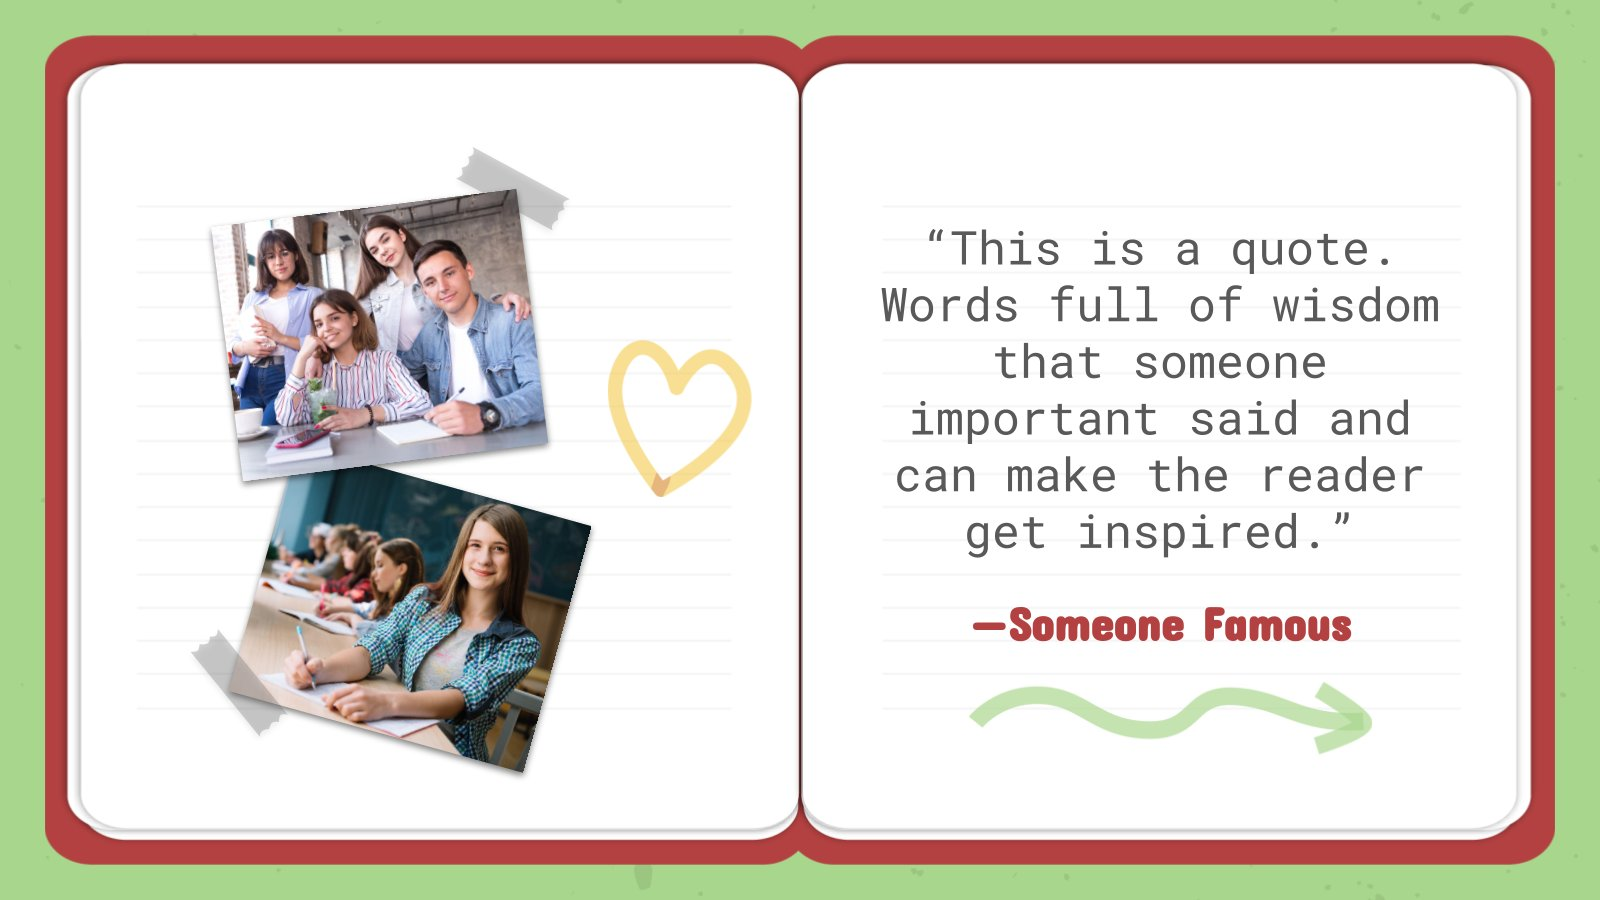 “This is a quote.
Words full of wisdom
that someone
important said and
can make the reader
get inspired.”
—Someone Famous